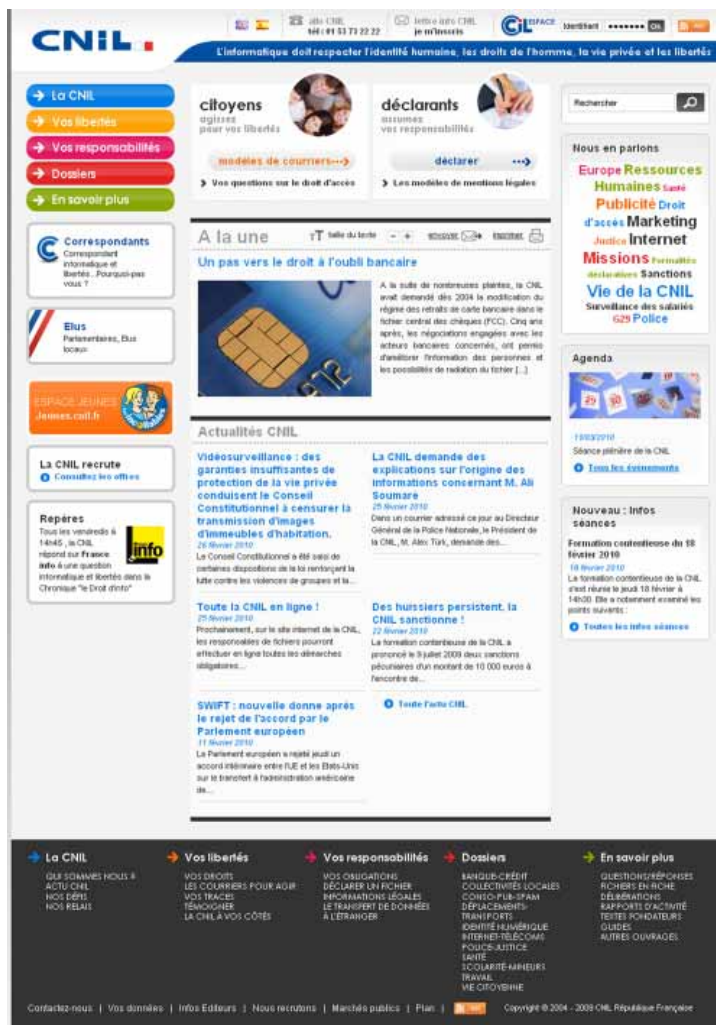 CNIL.
allo CNIL
tél : 01 53 73 22 22
lettre info CNIL
je m'inscris
CIL ESPACE
Identifiant
OK
L'informatique doit respecter l'identité humaine, les droits de l'homme, la vie privée et les libertés
La CNIL
Vos libertés
Vos responsabilités
Dossiers
En savoir plus
Correspondants
Correspondant
informatique et
libertés...Pourquoi-pas
vous ?
Elus
Parlementaires, Elus
locaux
ESPACE JEUNES
Jeunes.cnil.fr
La CNIL recrute
Consultez les offres
Repères
Tous les vendredis à
14h45 , la CNIL
répond sur France
info à une question
informatique et libertés dans la
Chronique "le Droit d'info"
info
citoyens
agissez
pour vos libertés
modèles de courriers
Vos questions sur le droit d'accès
déclarants
assumez
vos responsabilités
déclarer
Les modèles de mentions légales
A la une
taille du texte
- +
envoyer
imprimer
Un pas vers le droit à l'oubli bancaire
A la suite de nombreuses plaintes, la CNIL
avait demandé dès 2004 la modification du
régime des retraits de carte bancaire dans le
fichier central des chèques (FCC). Cinq ans
après, les négociations engagées avec les
acteurs bancaires concernés, ont permis
d'améliorer l'information des personnes et
les possibilités de radiation du fichier [...]
Actualités CNIL
Vidéosurveillance : des
garanties insuffisantes de
protection de la vie privée
conduisent le Conseil
Constitutionnel à censurer la
transmission d'images
d'immeubles d'habitation.
26 février 2010
Le Conseil Constitutionnel a été saisi de
certaines dispositions de la loi renforçant la
lutte contre les violences de groupes et la...
La CNIL demande des
explications sur l'origine des
informations concernant M. Ali
Soumaré
25 février 2010
Dans un courrier adressé ce jour au Directeur
Général de la Police Nationale, le Président de
la CNIL, M. Alex Türk, demande des...
Toute la CNIL en ligne !
25 février 2010
Prochainement, sur le site internet de la CNIL,
les responsables de fichiers pourront
effectuer en ligne toutes les démarches
obligatoires...
Des huissiers persistent, la
CNIL sanctionne !
22 février 2010
La formation contentieuse de la CNIL a
prononcé le 9 juillet 2009 deux sanctions
pécuniaires d'un montant de 10 000 euros à
l'encontre de...
SWIFT : nouvelle donne après
le rejet de l'accord par le
Parlement européen
11 février 2010
Le Parlement européen a rejeté jeudi un
accord intérimaire entre l'UE et les Etats-Unis
sur le transfert à l'administration américaine
de...
Toute l'actu CNIL
Rechercher
Nous en parlons
Europe Ressources
Humaines Santé
Publicité Droit
d'accès Marketing
Justice Internet
Missions Formalités
déclaratives Sanctions
Vie de la CNIL
Surveillance des salariés
G29 Police
Agenda
Séance plénière de la CNIL
Tous les événements
Nouveau : Infos
séances
Formation contentieuse du 18
février 2010
18 février 2010
La formation contentieuse de la CNIL
s'est réunie le jeudi 18 février à
14h00. Elle a notamment examiné les
points suivants :
Toutes les infos séances
La CNIL
QUI SOMMES NOUS ?
ACTU CNIL
NOS DÉFIS
NOS RELAIS
Vos libertés
VOS DROITS
LES COURRIERS POUR AGIR
VOS TRACES
TÉMOIGNER
LA CNIL À VOS CÔTÉS
Vos responsabilités
VOS OBLIGATIONS
DÉCLARER UN FICHIER
INFORMATIONS LÉGALES
LE TRANSFERT DE DONNÉES
À L'ÉTRANGER
Dossiers
BANQUE-CRÉDIT
COLLECTIVITÉS LOCALES
CONSO-PUB-SPAM
DÉPLACEMENTS-
TRANSPORTS
IDENTITÉ NUMÉRIQUE
INTERNET-TÉLÉCOMS
POLICE-JUSTICE
SANTÉ
SCOLARITÉ-MINEURS
TRAVAIL
VIE CITOYENNE
En savoir plus
QUESTIONS/RÉPONSES
FICHIERS EN FICHE
DÉLIBÉRATIONS
RAPPORTS D'ACTIVITÉ
TEXTES FONDATEURS
GUIDES
AUTRES OUVRAGES
Contactez-nous | Vos données | Infos Editeurs | Nous recrutons | Marchés publics | Plan |
Copyright © 2004 - 2009 CNIL République Française